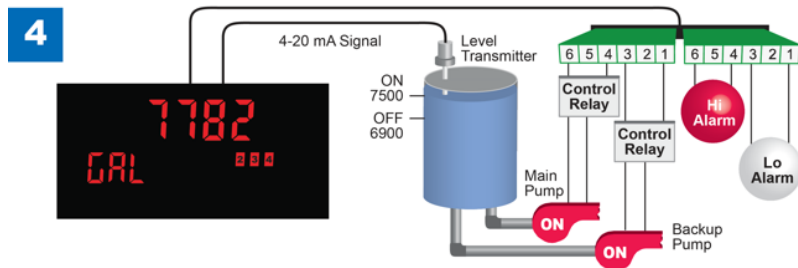 4
4-20 mA Signal
Level
Transmitter
6 5 4 3 2 1
6 5 4 3 2 1
ON
7500
OFF
6900
7782
GAL
2 3 4
Control
Relay
Control
Relay
Hi
Alarm
Lo
Alarm
Main
Pump
ON
Backup
Pump
ON